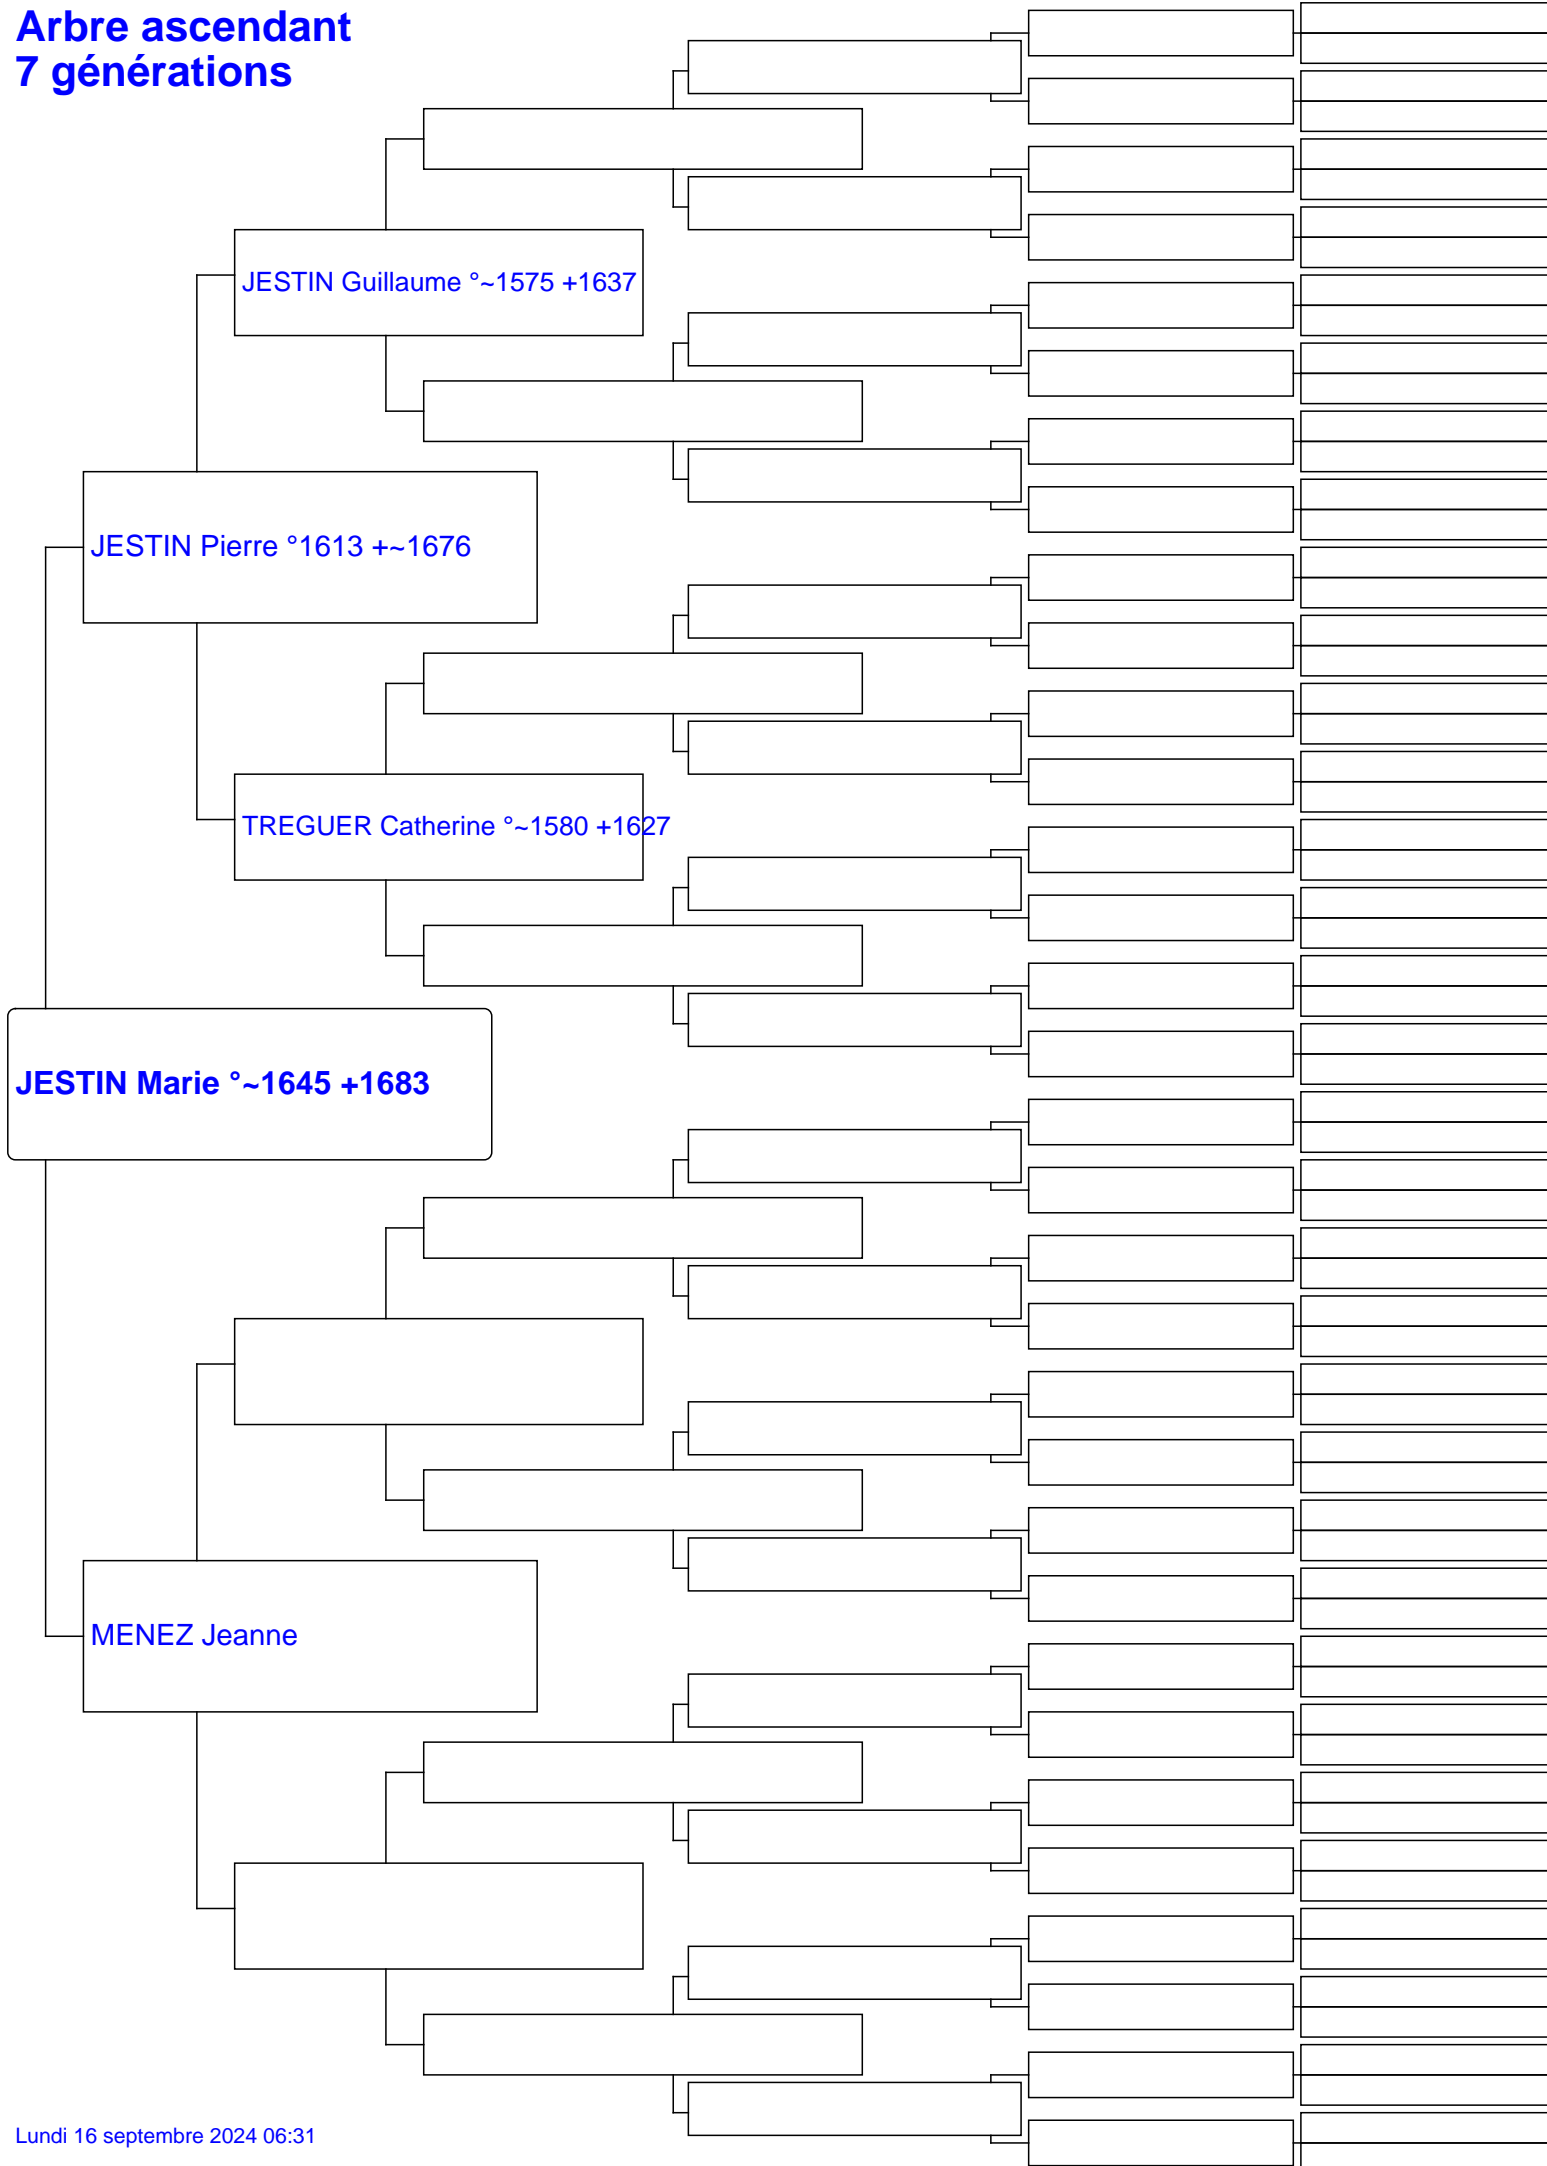 Arbre ascendant
7 générations
JESTIN Guillaume °~1575 +1637
JESTIN Pierre °1613 +~1676
TREGUER Catherine °~1580 +1627
JESTIN Marie °~1645 +1683
MENEZ Jeanne
Lundi 16 septembre 2024 06:31